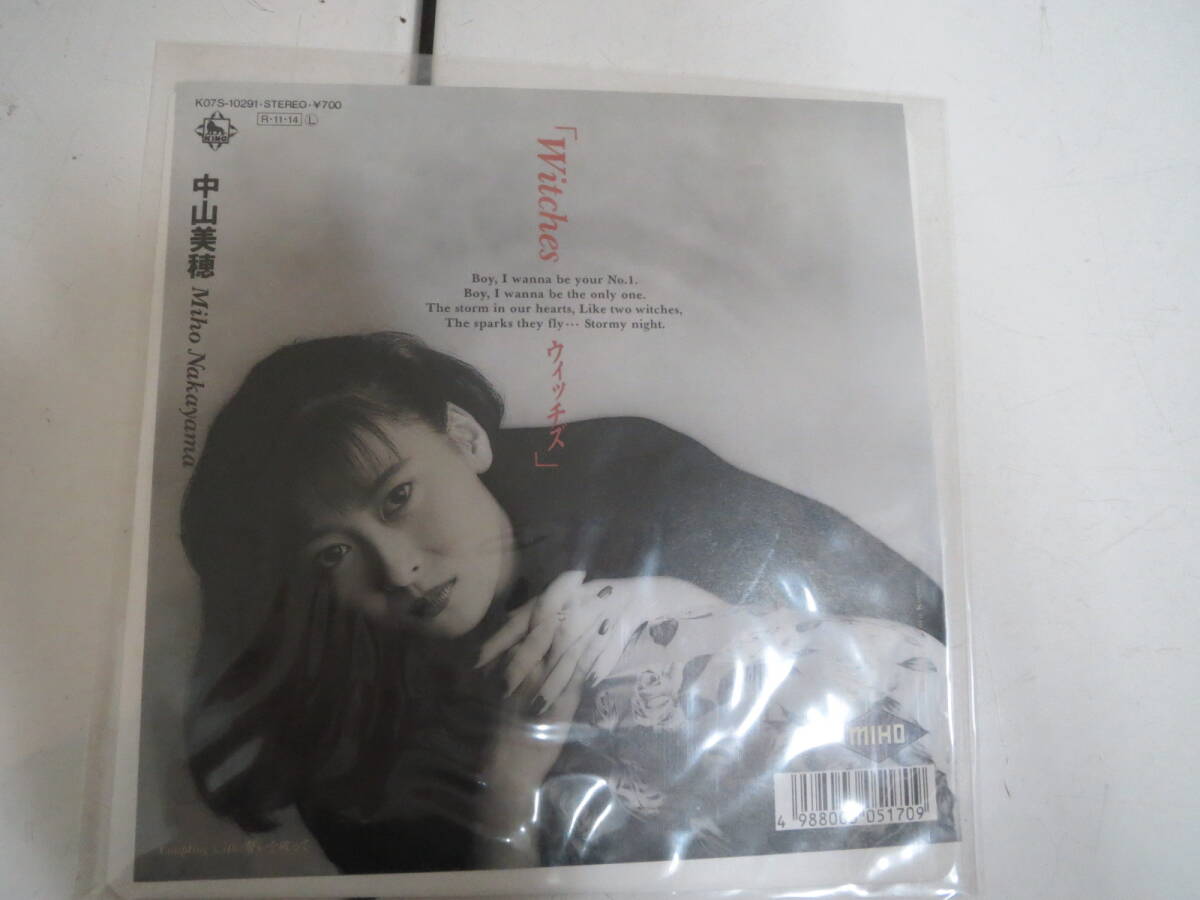 K07S-10291・STEREO・¥700
R・11・14 L
KING
中山美穂 Miho Nakayama
「Witches
Boy, I wanna be your No.1.
Boy, I wanna be the only one.
The storm in our hearts, Like two witches,
The sparks they fly… Stormy night.
ウィッチズ」
MIHO
4 988003 051709